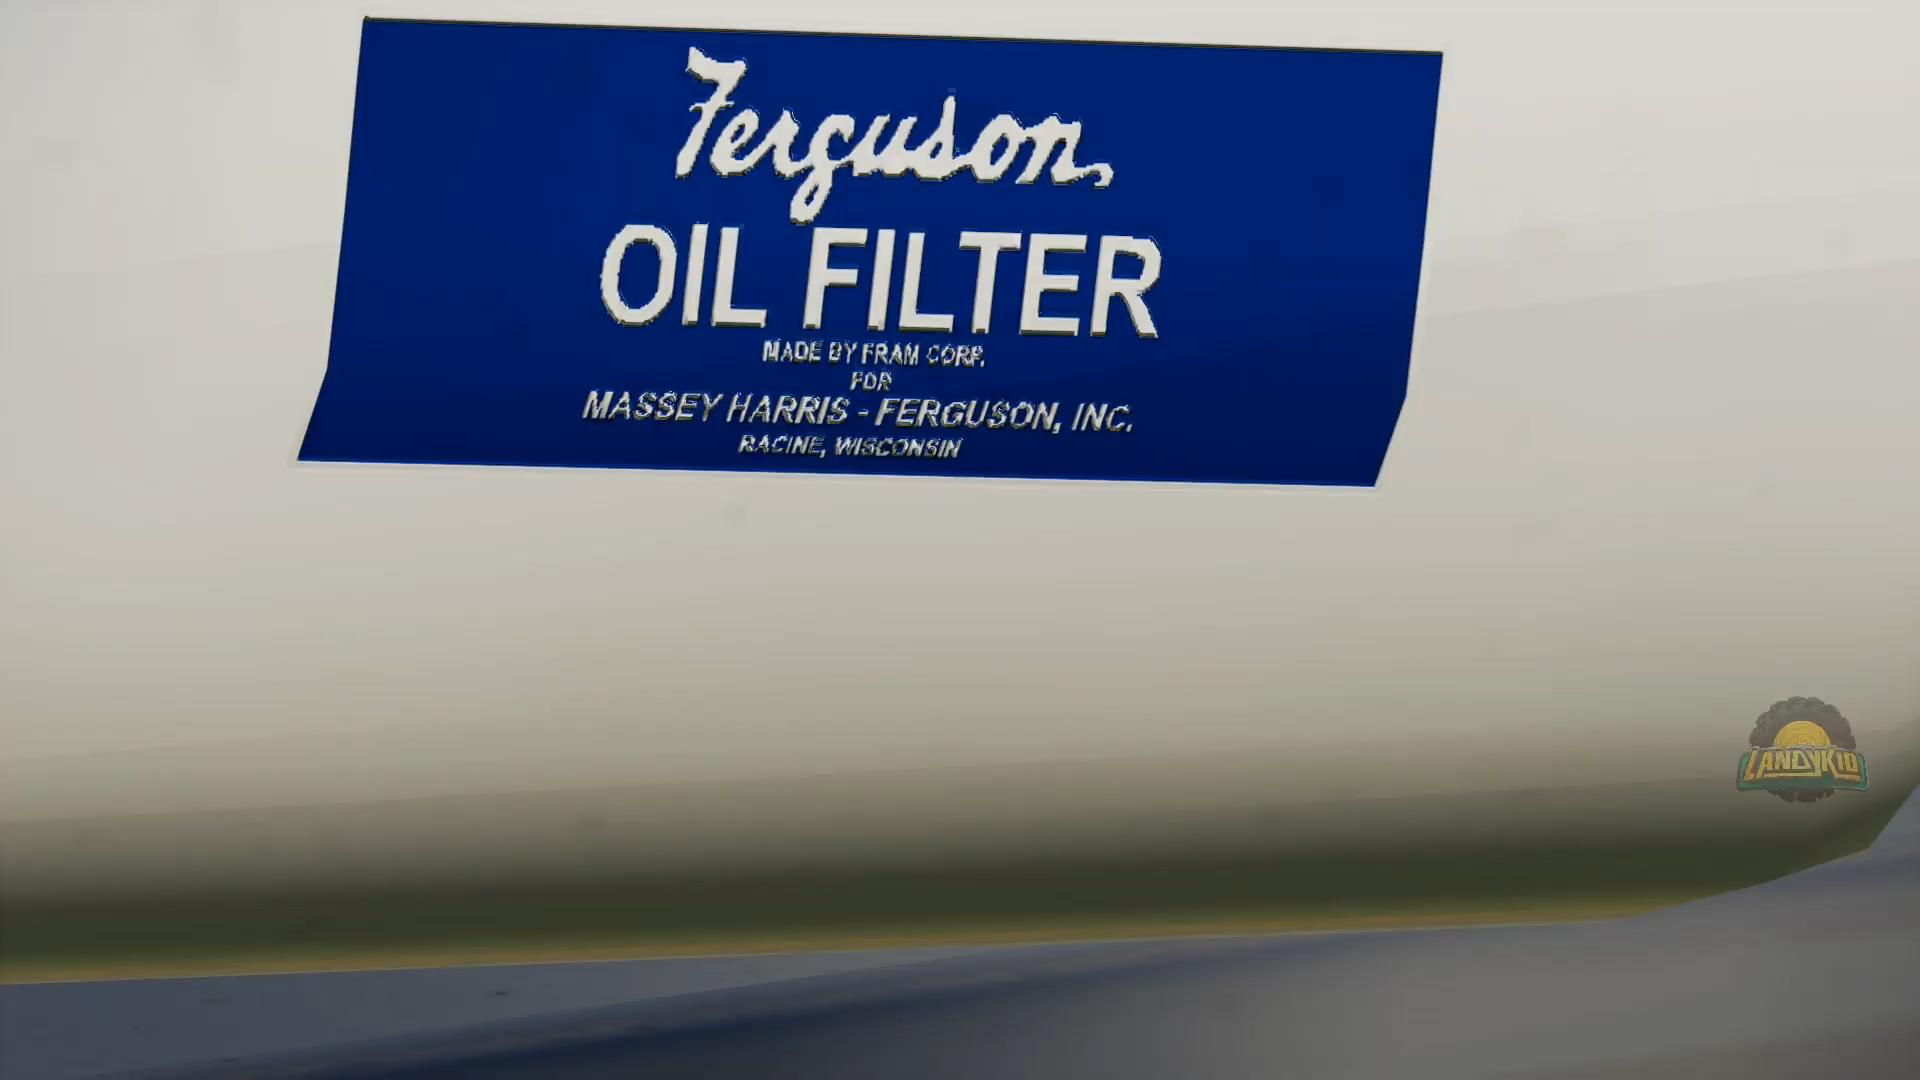 Ferguson
OIL FILTER
MADE BY FRAM CORP.
FOR
MASSEY HARRIS - FERGUSON, INC.
RACINE, WISCONSIN
LANDYKID